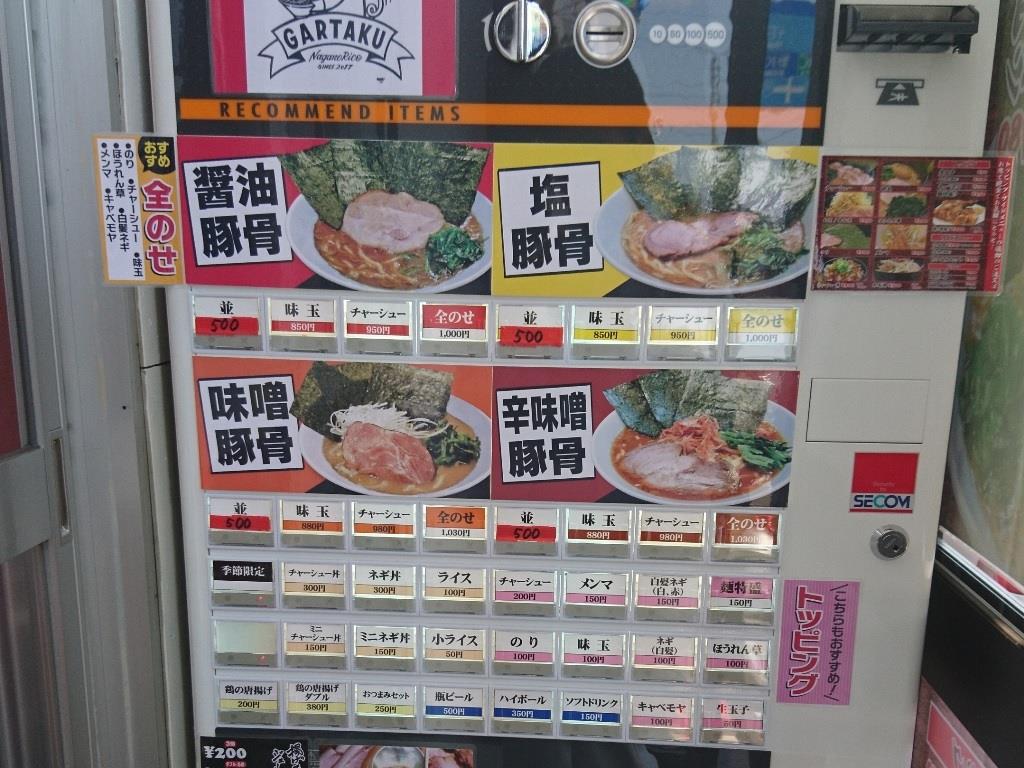 GARTAKU
NaganoRico
SINCE 2017
10 50 100 500
RECOMMEND ITEMS
おすすめ
全のせ
●のり ●チャーシュー ●味玉
●ほうれん草 ●白髪ネギ
●メンマ ●キャベモヤ
醤油
豚骨
塩
豚骨
並 500
味玉 850円
チャーシュー 950円
全のせ 1,000円
並 500
味玉 850円
チャーシュー 950円
全のせ 1,000円
味噌
豚骨
辛味噌
豚骨
並 500
味玉 880円
チャーシュー 980円
全のせ 1,030円
並 500
味玉 880円
チャーシュー 980円
全のせ 1,030円
季節限定
チャーシュー丼 300円
ネギ丼 300円
ライス 100円
チャーシュー 200円
メンマ 150円
白髪ネギ (白、赤) 150円
麺特盛 150円
ミニ チャーシュー丼 150円
ミニネギ丼 150円
小ライス 50円
のり 100円
味玉 100円
ネギ (白髪) 100円
ほうれん草 100円
鶏の唐揚げ 200円
鶏の唐揚げ ダブル 380円
おつまみセット 250円
瓶ビール 500円
ハイボール 350円
ソフトドリンク 150円
キャベモヤ 100円
生玉子 50円
SECOM
こちらもおすすめ!
トッピング
¥200